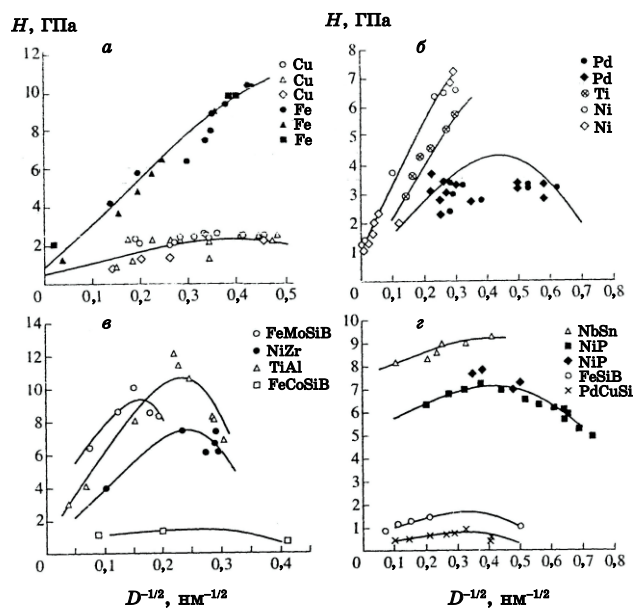 H, ГПа
H, ГПа
а
12
10
8
6
4
2
0
0,1
0,2
0,3
0,4
0,5
Cu
Cu
Cu
Fe
Fe
Fe
б
8
7
6
5
4
3
2
1
0
0,1
0,2
0,3
0,4
0,5
0,6
0,7
0,8
Pd
Pd
Ti
Ni
Ni
в
14
12
10
8
6
4
2
0
0,1
0,2
0,3
0,4
FeMoSiB
NiZr
TiAl
FeCoSiB
D⁻¹/², нм⁻¹/²
г
10
9
8
7
6
5
4
3
2
1
0
0,1
0,2
0,3
0,4
0,5
0,6
0,7
0,8
NbSn
NiP
NiP
FeSiB
PdCuSi
D⁻¹/², нм⁻¹/²